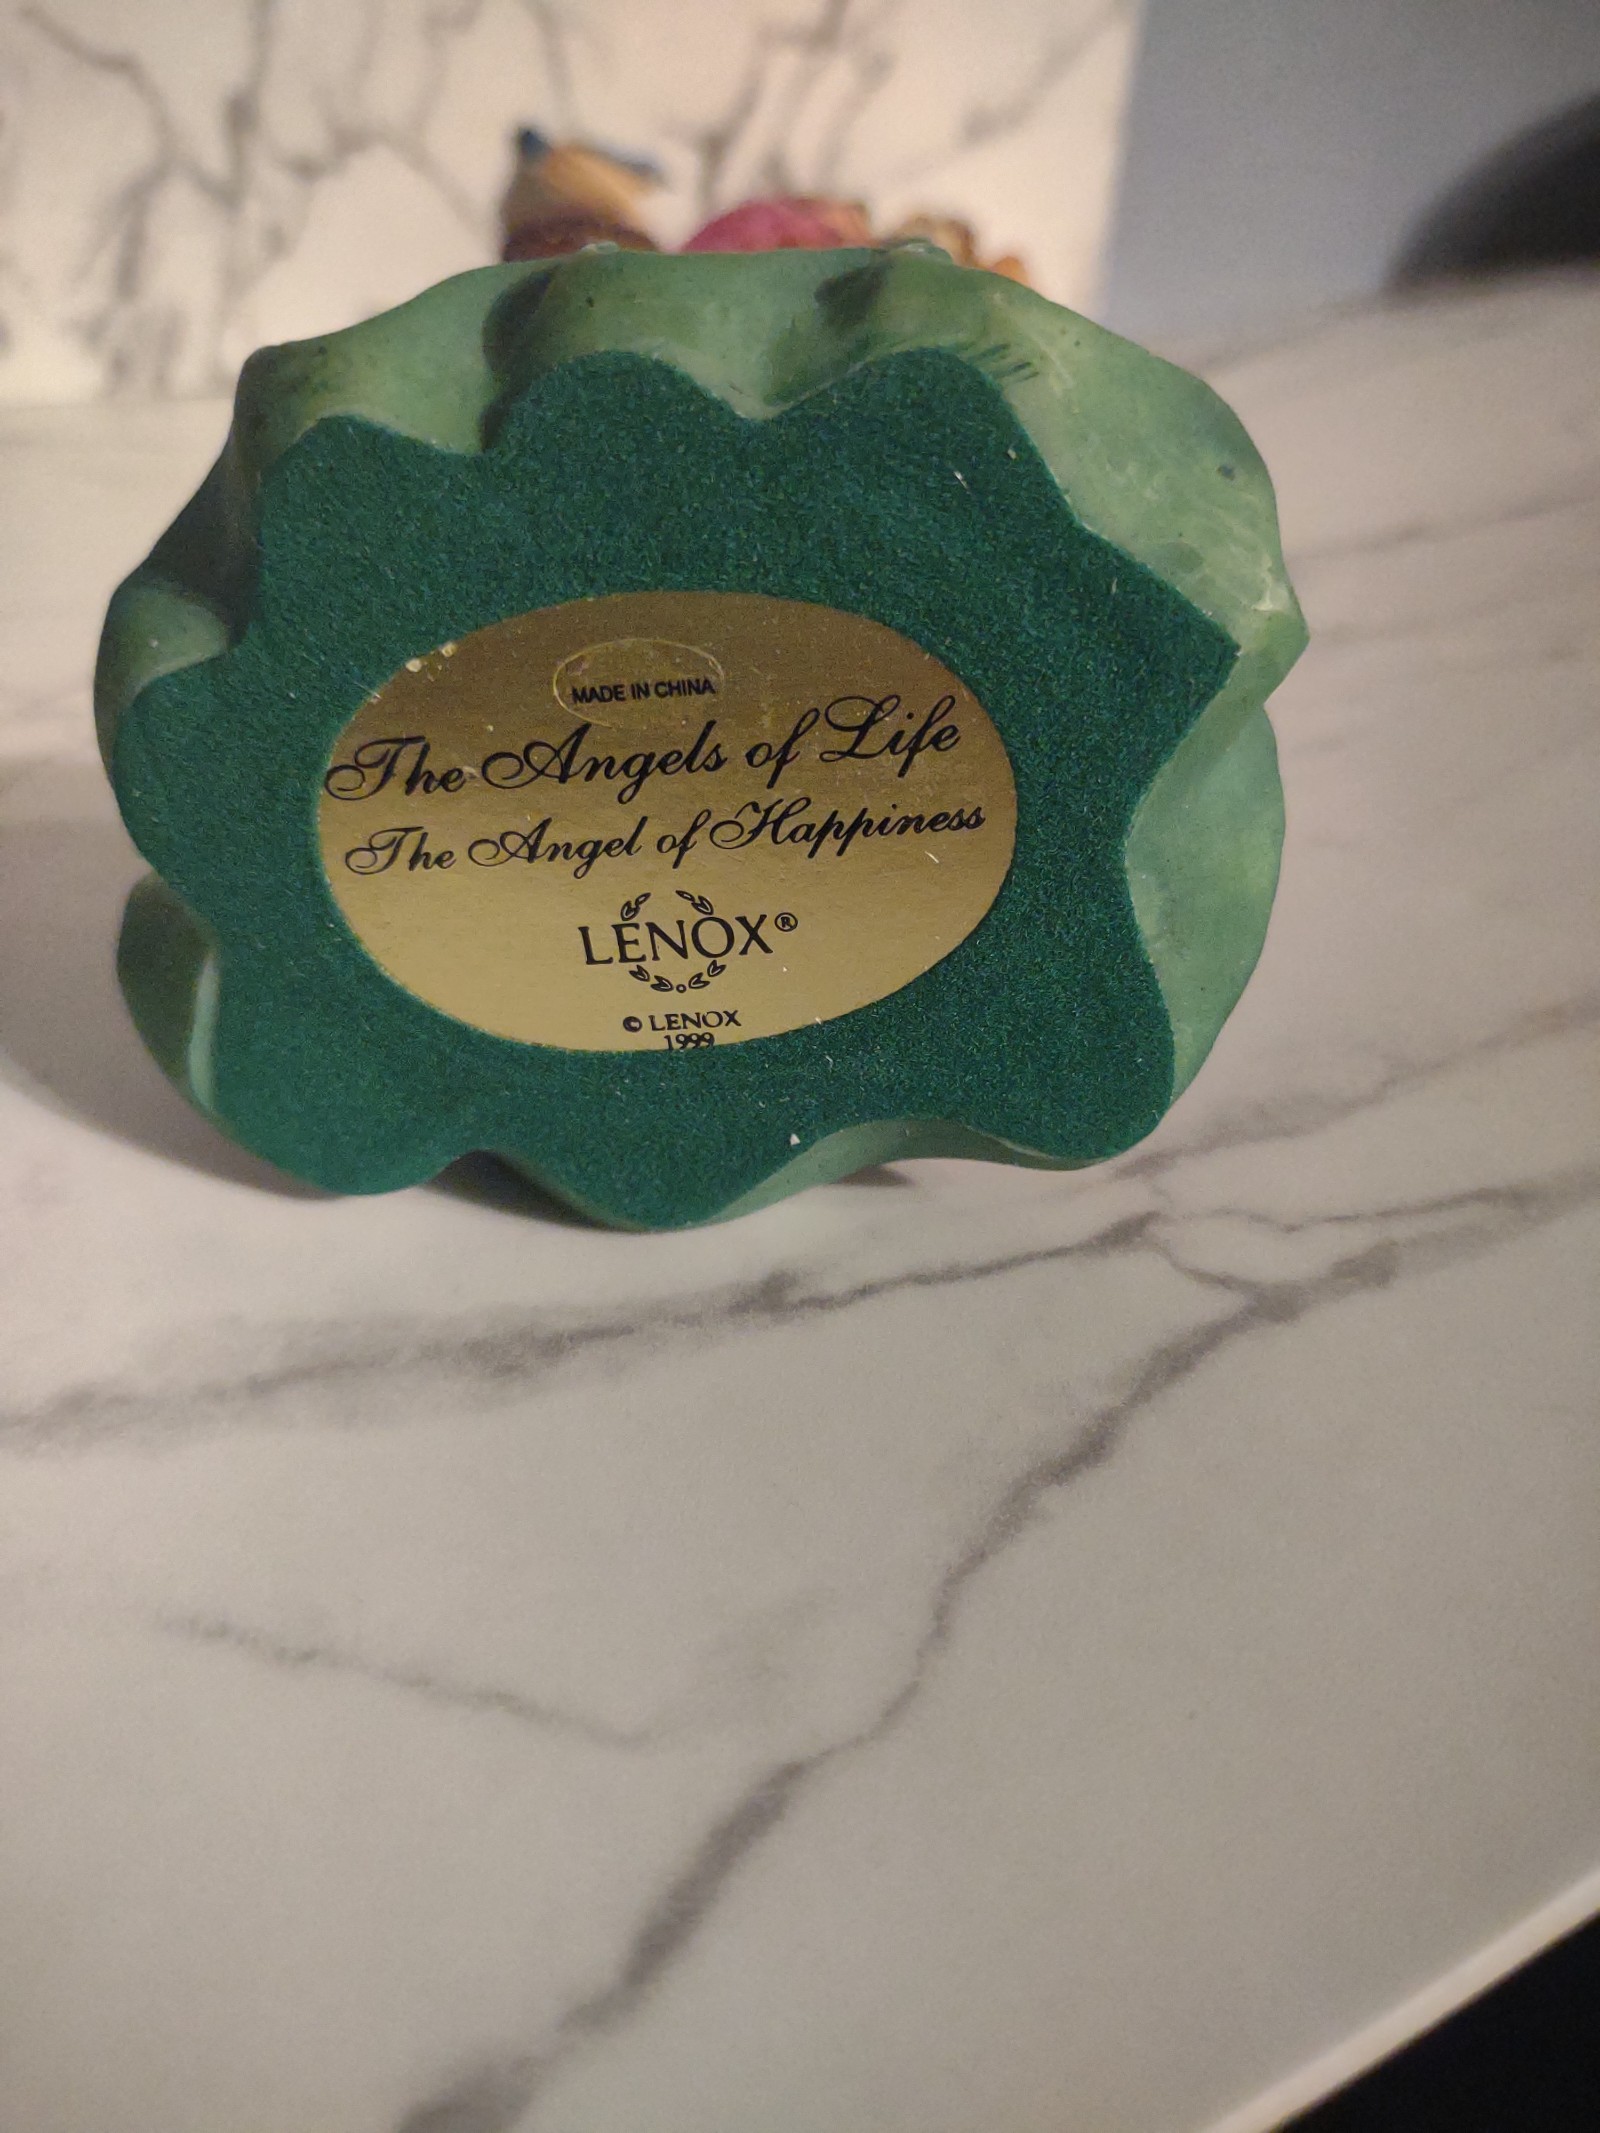 MADE IN CHINA
The Angels of Life
The Angel of Happiness
LENOX®
© LENOX
1999